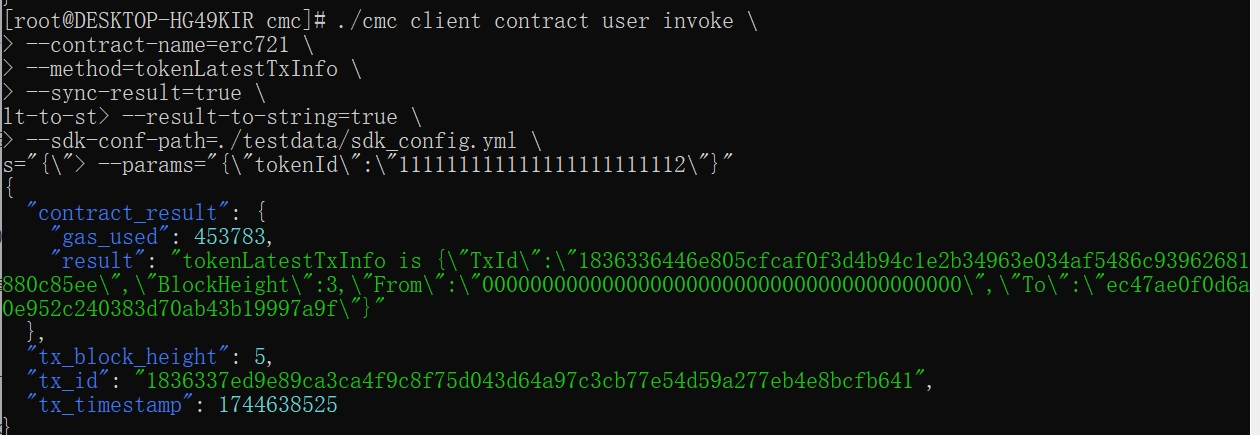 [root@DESKTOP-HG49KIR cmc]# ./cmc client contract user invoke \
> --contract-name=erc721 \
> --method=tokenLatestTxInfo \
> --sync-result=true \
lt-to-st> --result-to-string=true \
> --sdk-conf-path=./testdata/sdk_config.yml \
s="{\"> --params="{\"tokenId\":\"111111111111111111111112\"}"
{
"contract_result": {
"gas_used": 453783,
"result": "tokenLatestTxInfo is {\"TxId\":\"1836336446e805cfcaf0f3d4b94c1e2b34963e034af5486c93962681
880c85ee\",\"BlockHeight\":3,\"From\":\"0000000000000000000000000000000000000000\",\"To\":\"ec47ae0f0d6a
0e952c240383d70ab43b19997a9f\"}"
},
"tx_block_height": 5,
"tx_id": "1836337ed9e89ca3ca4f9c8f75d043d64a97c3cb77e54d59a277eb4e8bcfb641",
"tx_timestamp": 1744638525
}